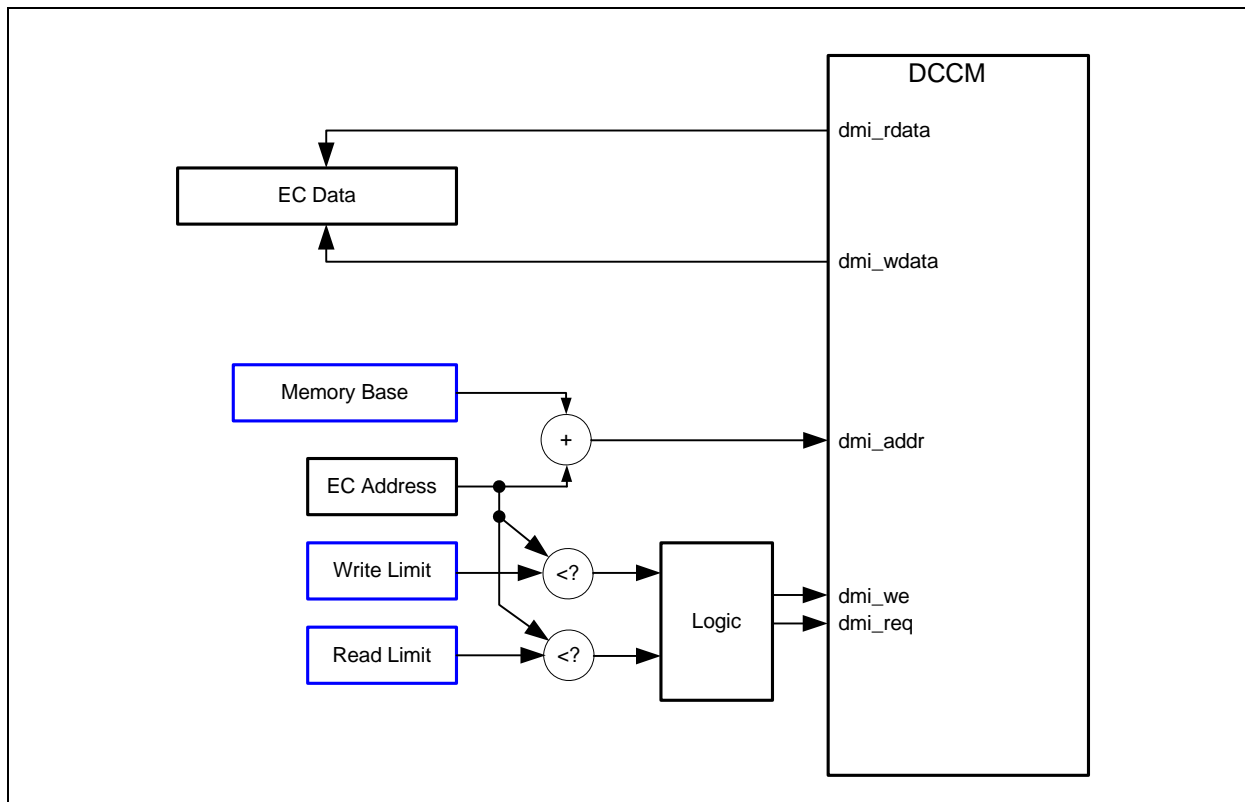 DCCM
dmi_rdata
EC Data
dmi_wdata
Memory Base
+
dmi_addr
EC Address
Write Limit
<?
dmi_we
Logic
dmi_req
Read Limit
<?